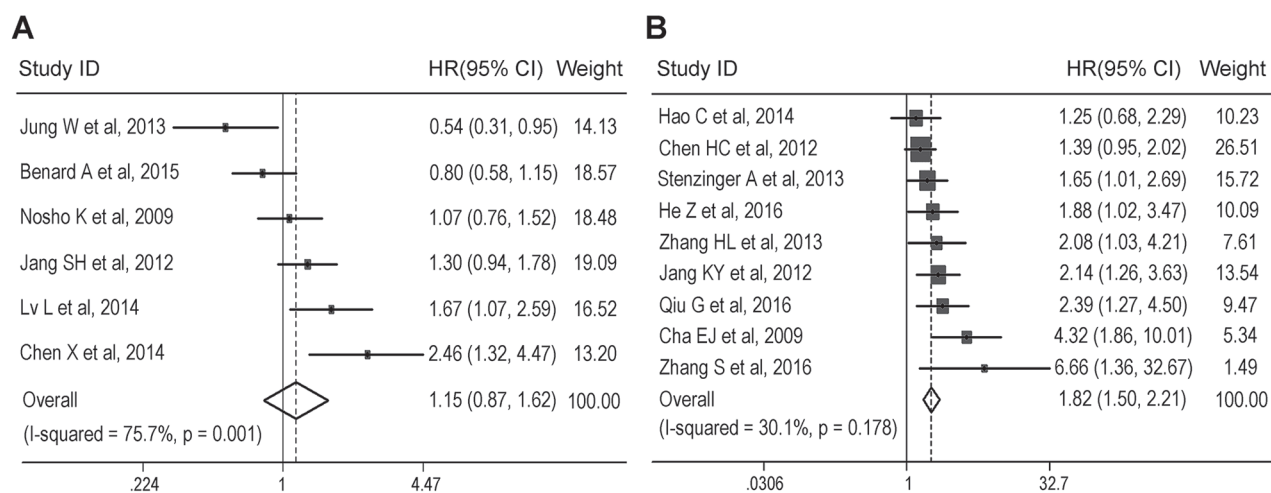 A
Study ID HR(95% CI) Weight
Jung W et al, 2013 0.54 (0.31, 0.95) 14.13
Benard A et al, 2015 0.80 (0.58, 1.15) 18.57
Nosho K et al, 2009 1.07 (0.76, 1.52) 18.48
Jang SH et al, 2012 1.30 (0.94, 1.78) 19.09
Lv L et al, 2014 1.67 (1.07, 2.59) 16.52
Chen X et al, 2014 2.46 (1.32, 4.47) 13.20
Overall 1.15 (0.87, 1.62) 100.00
(I-squared = 75.7%, p = 0.001)
.224 1 4.47
B
Study ID HR(95% CI) Weight
Hao C et al, 2014 1.25 (0.68, 2.29) 10.23
Chen HC et al, 2012 1.39 (0.95, 2.02) 26.51
Stenzinger A et al, 2013 1.65 (1.01, 2.69) 15.72
He Z et al, 2016 1.88 (1.02, 3.47) 10.09
Zhang HL et al, 2013 2.08 (1.03, 4.21) 7.61
Jang KY et al, 2012 2.14 (1.26, 3.63) 13.54
Qiu G et al, 2016 2.39 (1.27, 4.50) 9.47
Cha EJ et al, 2009 4.32 (1.86, 10.01) 5.34
Zhang S et al, 2016 6.66 (1.36, 32.67) 1.49
Overall 1.82 (1.50, 2.21) 100.00
(I-squared = 30.1%, p = 0.178)
.0306 1 32.7